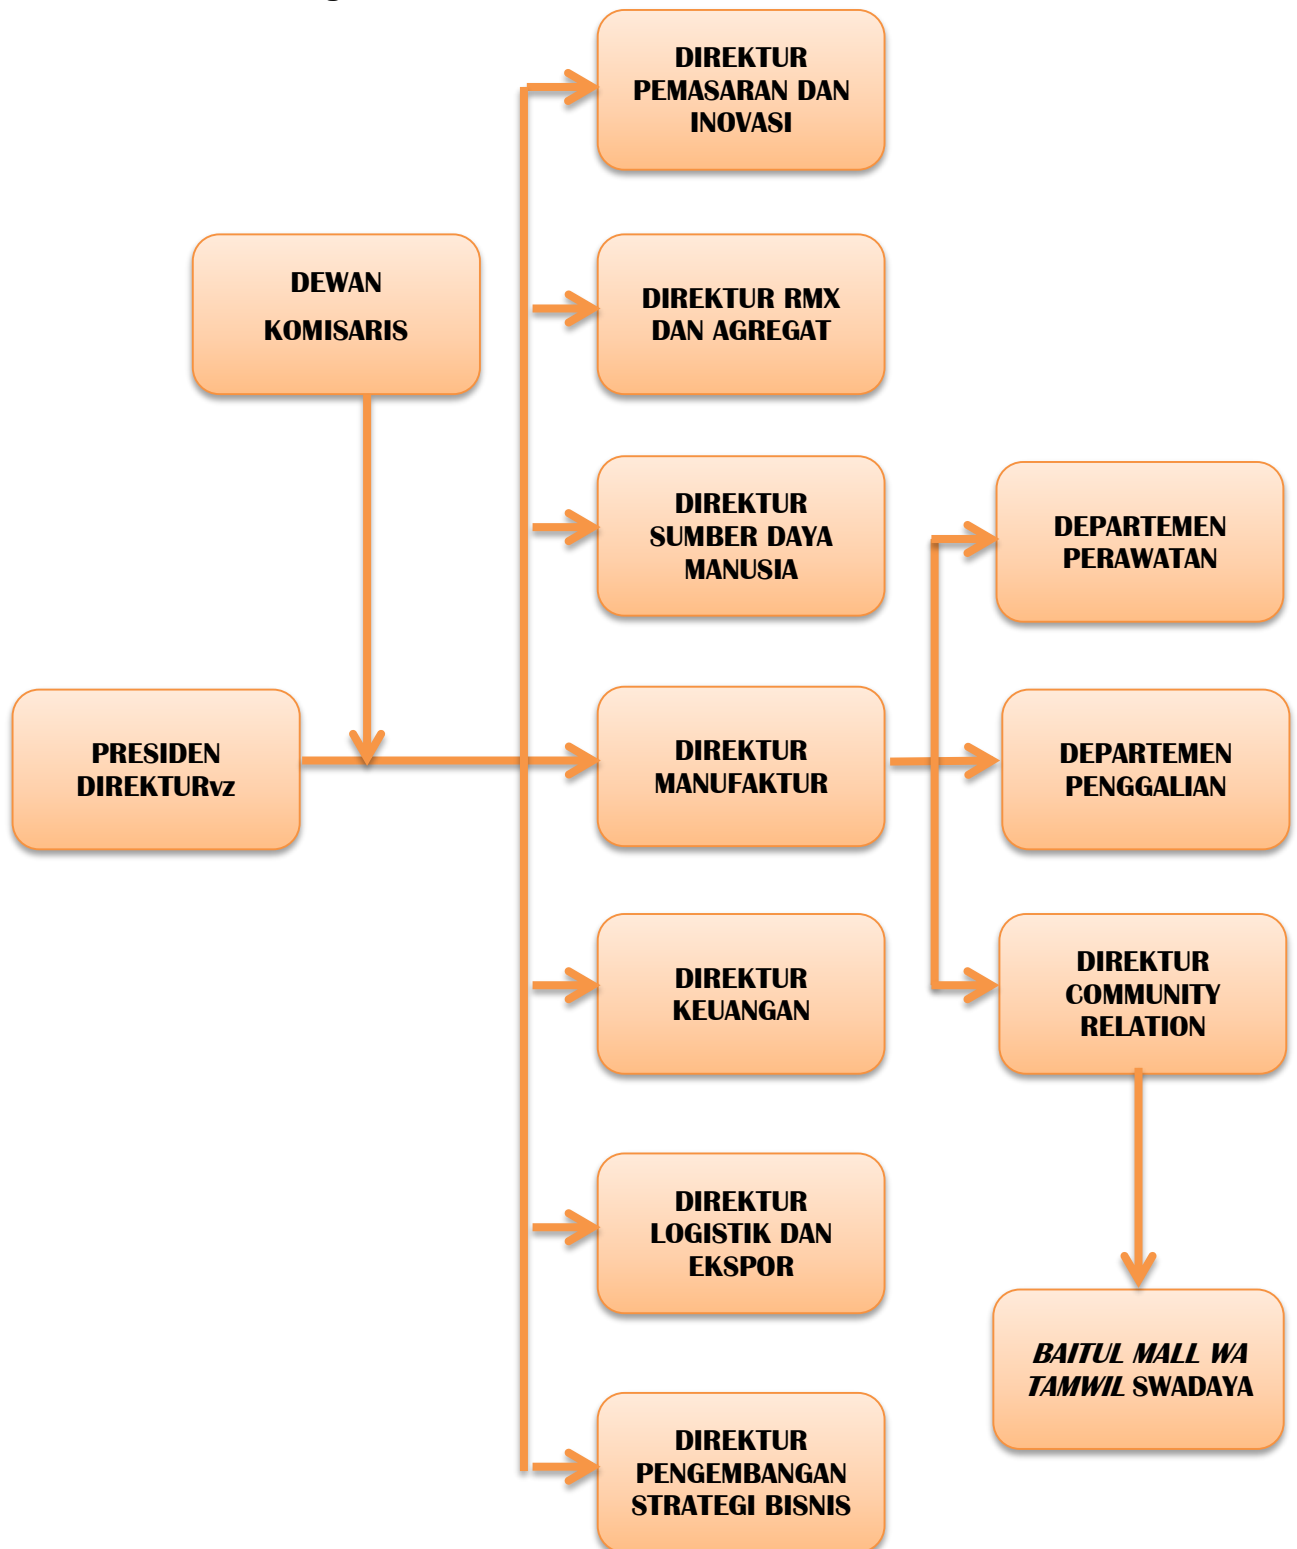 DIREKTUR
PEMASARAN DAN
INOVASI
DEWAN
KOMISARIS
DIREKTUR RMX
DAN AGREGAT
DIREKTUR
SUMBER DAYA
MANUSIA
DEPARTEMEN
PERAWATAN
PRESIDEN
DIREKTURvz
DIREKTUR
MANUFAKTUR
DEPARTEMEN
PENGGALIAN
DIREKTUR
KEUANGAN
DIREKTUR
COMMUNITY
RELATION
DIREKTUR
LOGISTIK DAN
EKSPOR
BAITUL MALL WA
TAMWIL SWADAYA
DIREKTUR
PENGEMBANGAN
STRATEGI BISNIS